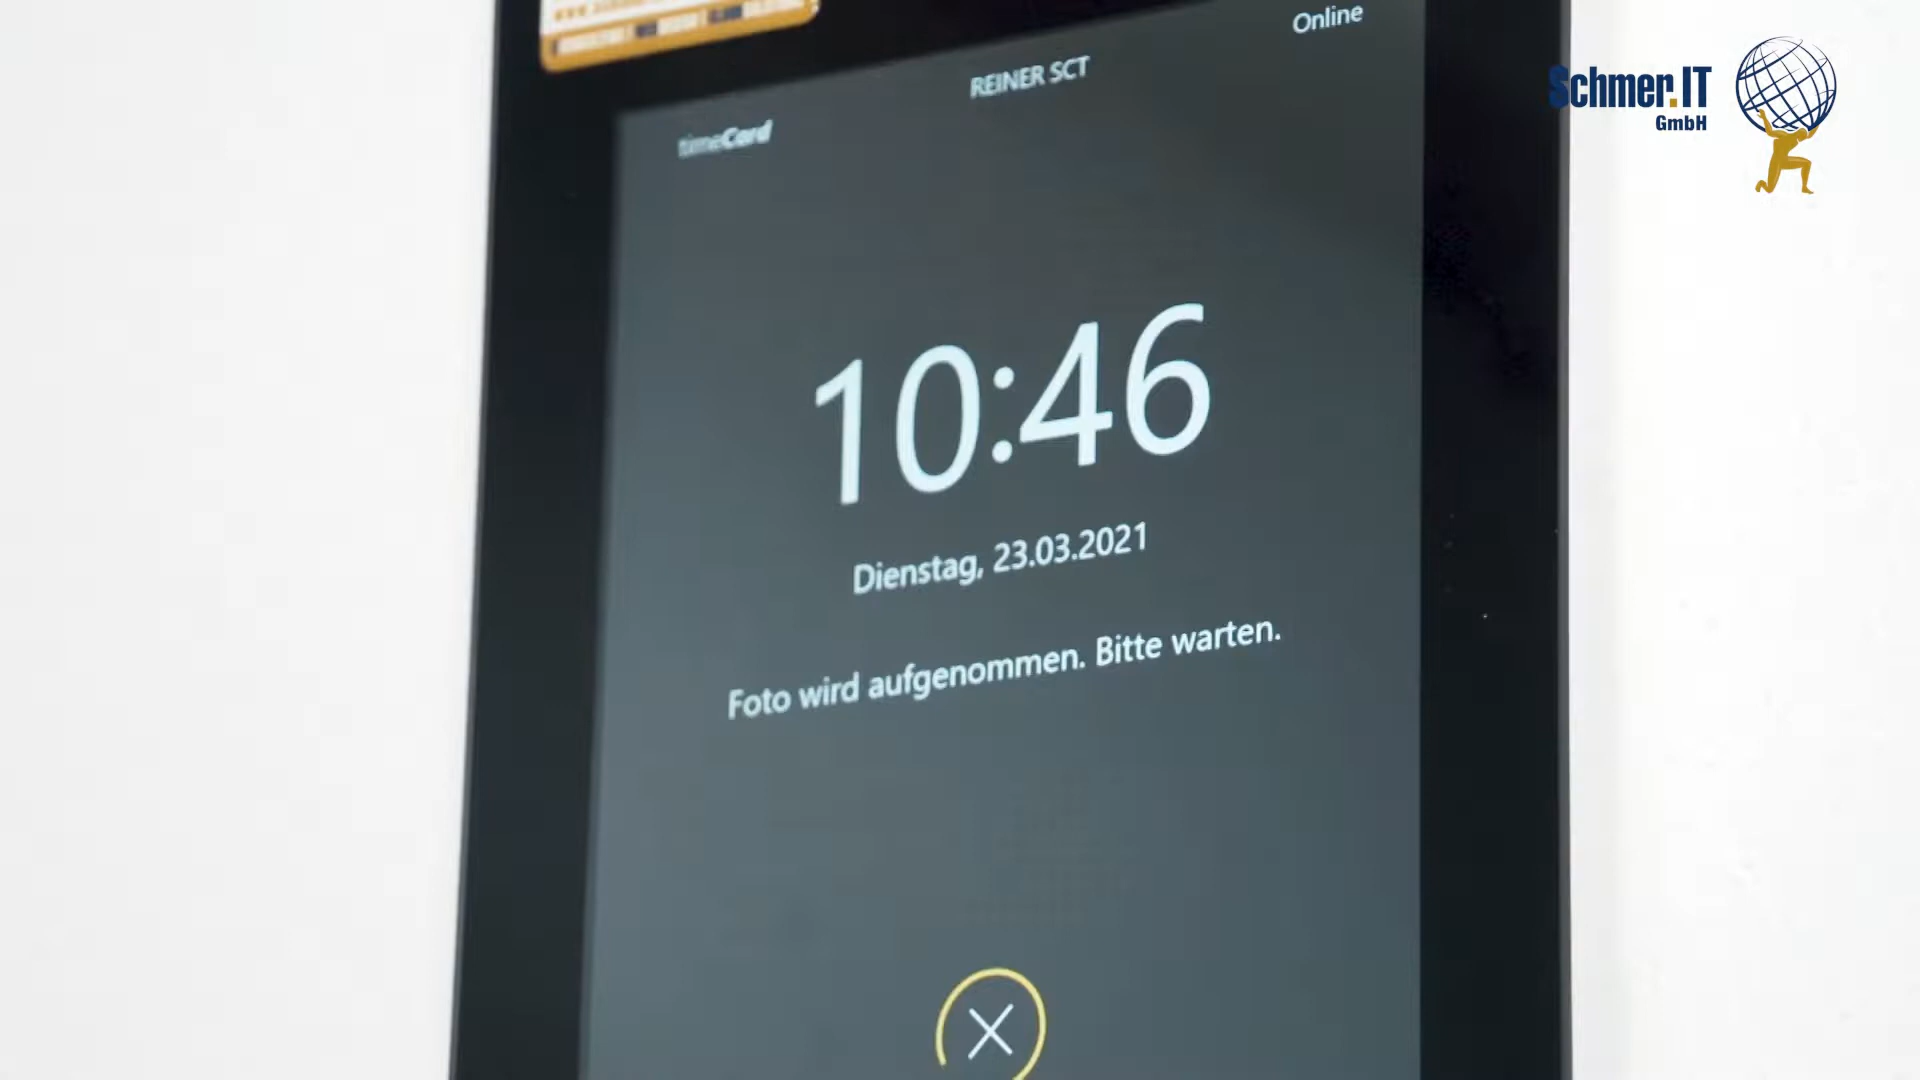 Online
REINER SCT
timeCard
10:46
Dienstag, 23.03.2021
Foto wird aufgenommen. Bitte warten.
Schmer.IT
GmbH